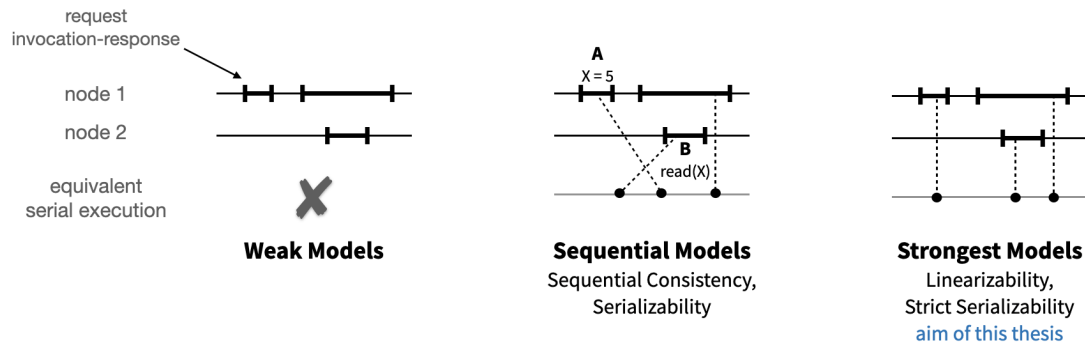 request
invocation-response
node 1
node 2
equivalent
serial execution
Weak Models
A
X = 5
B
read(X)
Sequential Models
Sequential Consistency,
Serializability
Strongest Models
Linearizability,
Strict Serializability
aim of this thesis